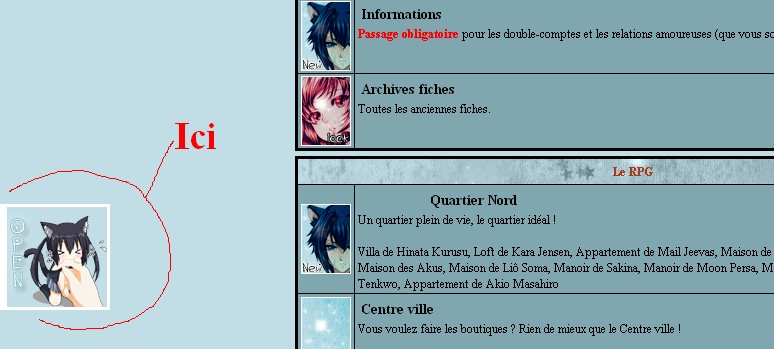 Informations
Passage obligatoire pour les double-comptes et les relations amoureuses (que vous so
New
Archives fiches
Toutes les anciennes fiches.
lock
Ici
Le RPG
Quartier Nord
Un quartier plein de vie, le quartier idéal !
Villa de Hinata Kurusu, Loft de Kara Jensen, Appartement de Mail Jeevas, Maison de
Maison des Akus, Maison de Liô Soma, Manoir de Sakina, Manoir de Moon Persa, M
Tenkwo, Appartement de Akio Masahiro
New
OPEN
Centre ville
Vous voulez faire les boutiques ? Rien de mieux que le Centre ville !